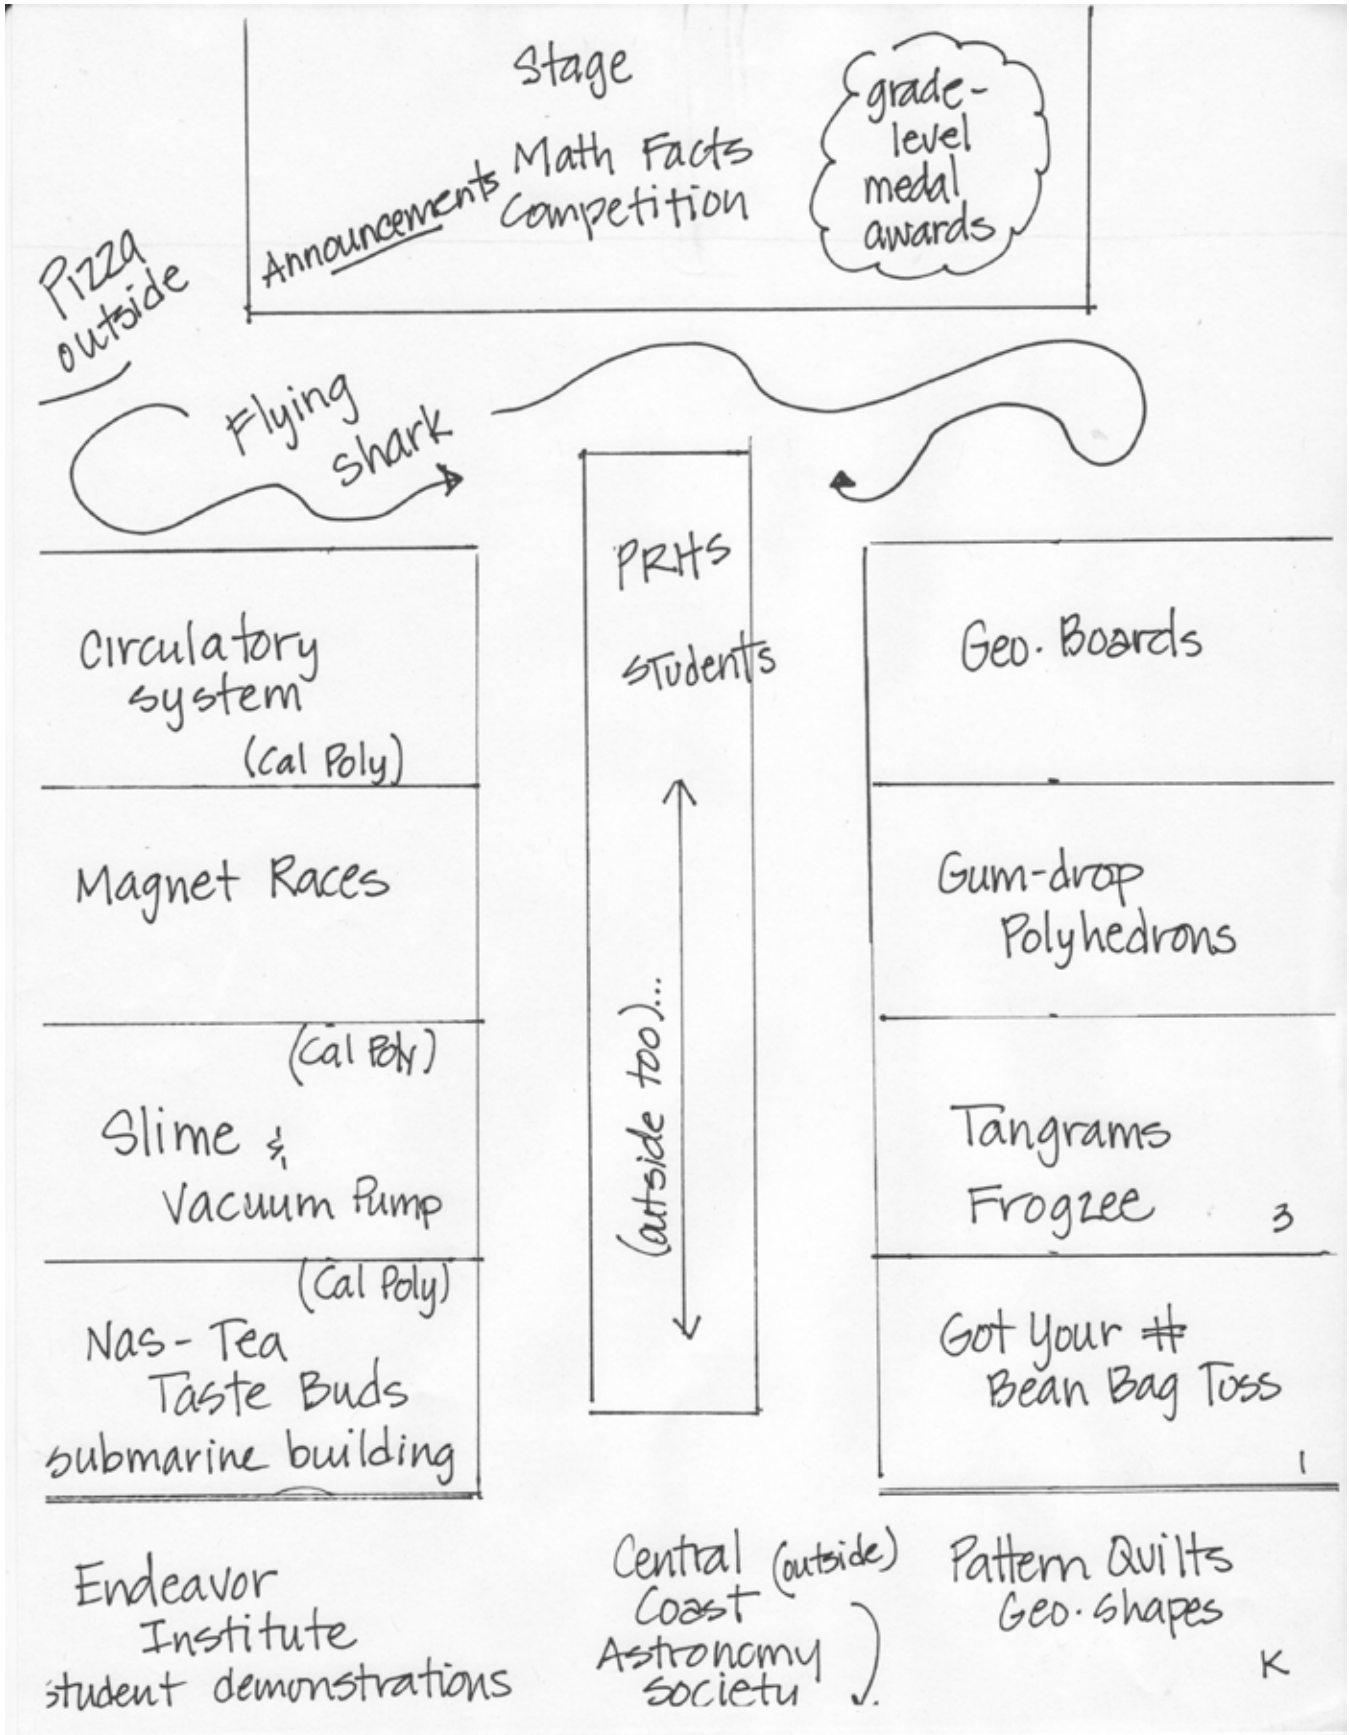 Stage
Math Facts
Competition
Announcements
grade-
level
medal
awards
Pizza
outside
Flying
shark
PRHS
students
(outside too)...
Circulatory
system
(Cal Poly)
Magnet Races
(Cal Poly)
Slime &
Vacuum Pump
(Cal Poly)
Nas-Tea
Taste Buds
submarine building
Geo. Boards
Gum-drop
Polyhedrons
Tangrams
Frogzee 3
Got your #
Bean Bag Toss
1
Endeavor
Institute
student demonstrations
Central (outside)
Coast
Astronomy
Society
Pattern Quilts
Geo. shapes
K